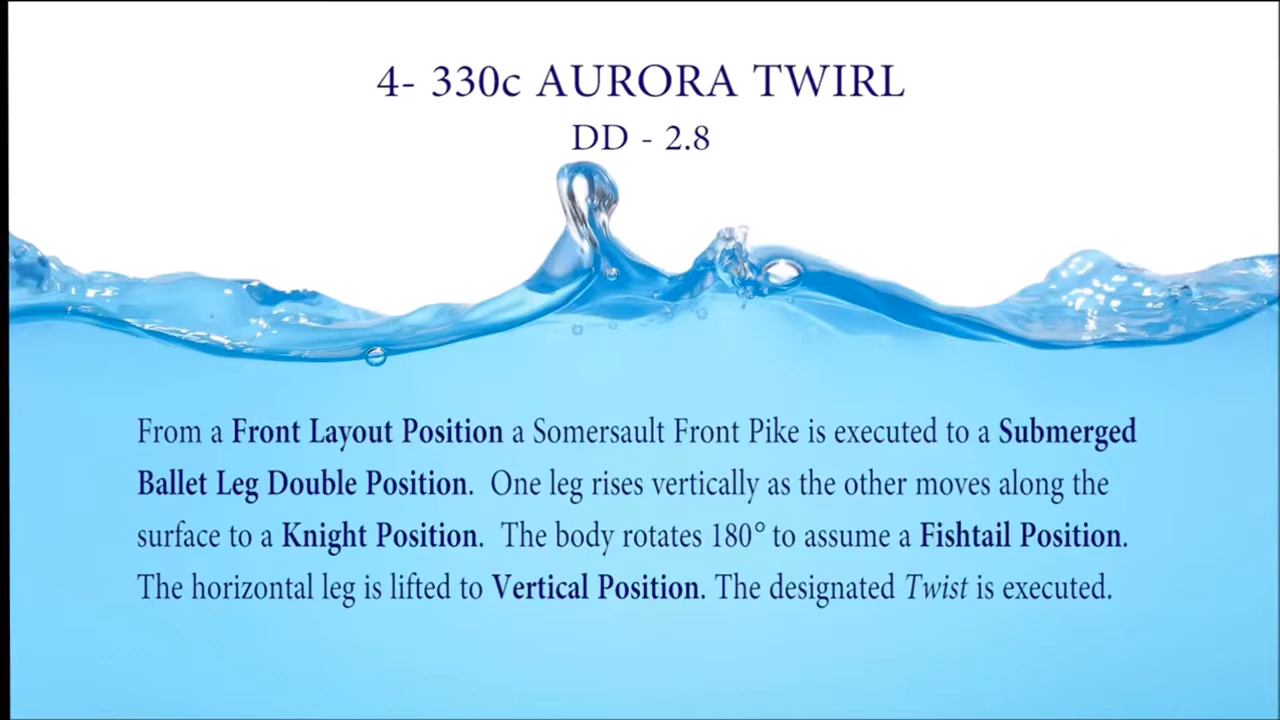 4- 330c AURORA TWIRL
DD - 2.8
From a Front Layout Position a Somersault Front Pike is executed to a Submerged
Ballet Leg Double Position. One leg rises vertically as the other moves along the
surface to a Knight Position. The body rotates 180° to assume a Fishtail Position.
The horizontal leg is lifted to Vertical Position. The designated Twist is executed.